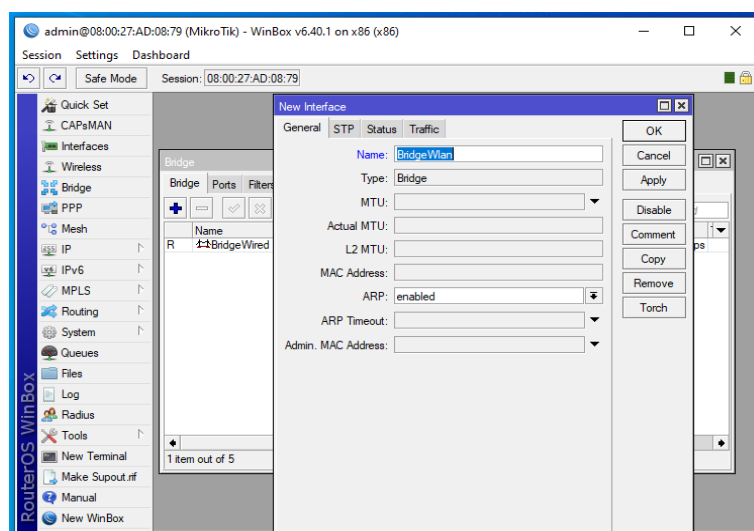 admin@08:00:27:AD:08:79 (MikroTik) - WinBox v6.40.1 on x86 (x86)
Session Settings Dashboard
Safe Mode Session: 08:00:27:AD:08:79
Quick Set
CAPsMAN
Interfaces
Wireless
Bridge
PPP
Mesh
IP
IPv6
MPLS
Routing
System
Queues
Files
Log
Radius
Tools
New Terminal
Make Supout.rif
Manual
New WinBox
RouterOS WinBox
Bridge
Bridge Ports Filters
Name
R BridgeWired
ps
1 item out of 5
New Interface
General STP Status Traffic
Name: BridgeWlan
Type: Bridge
MTU:
Actual MTU:
L2 MTU:
MAC Address:
ARP: enabled
ARP Timeout:
Admin. MAC Address:
OK
Cancel
Apply
Disable
Comment
Copy
Remove
Torch